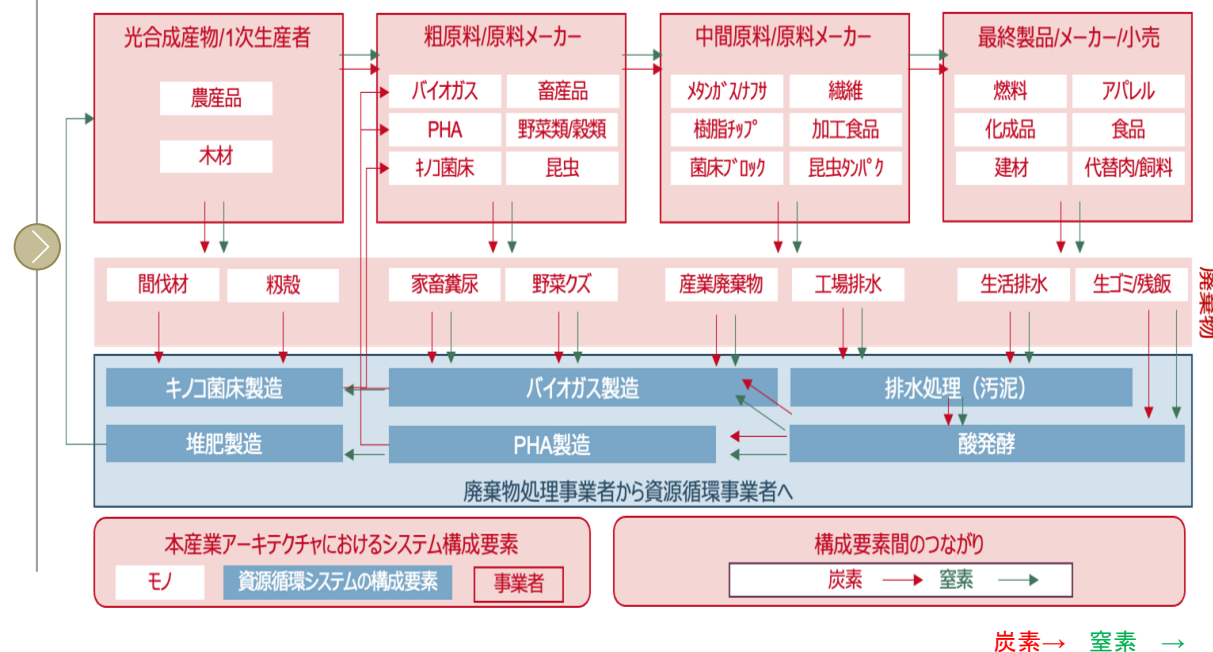 光合成産物/1次生産者
農産品
木材
粗原料/原料メーカー
バイオガス
畜産品
PHA
野菜類/穀類
キノコ菌床
昆虫
中間原料/原料メーカー
メタンガス/ナフサ
繊維
樹脂チップ
加工食品
菌床ブロック
昆虫タンパク
最終製品/メーカー/小売
燃料
アパレル
化成品
食品
建材
代替肉/飼料
間伐材
籾殻
家畜糞尿
野菜クズ
産業廃棄物
工場排水
生活排水
生ゴミ/残飯
廃棄物
キノコ菌床製造
バイオガス製造
排水処理（汚泥）
堆肥製造
PHA製造
酸発酵
廃棄物処理事業者から資源循環事業者へ
本産業アーキテクチャにおけるシステム構成要素
モノ
資源循環システムの構成要素
事業者
構成要素間のつながり
炭素 → 窒素 →
炭素→ 窒素 →